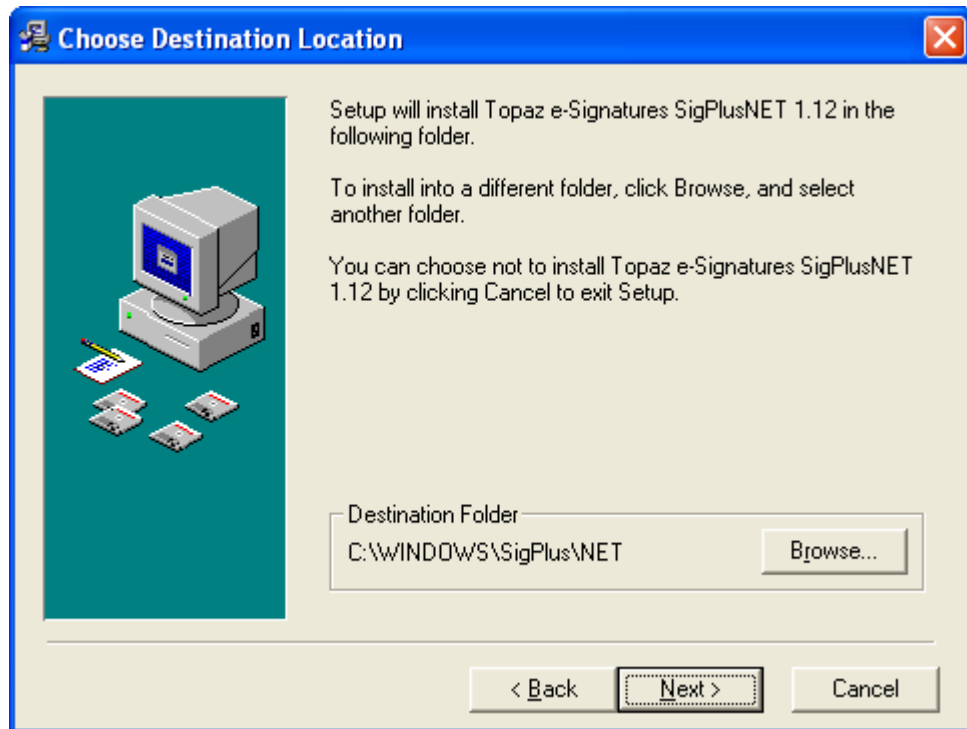 Choose Destination Location
Setup will install Topaz e-Signatures SigPlusNET 1.12 in the
following folder.
To install into a different folder, click Browse, and select
another folder.
You can choose not to install Topaz e-Signatures SigPlusNET
1.12 by clicking Cancel to exit Setup.
Destination Folder
C:\WINDOWS\SigPlus\NET
Browse...
< Back
Next >
Cancel